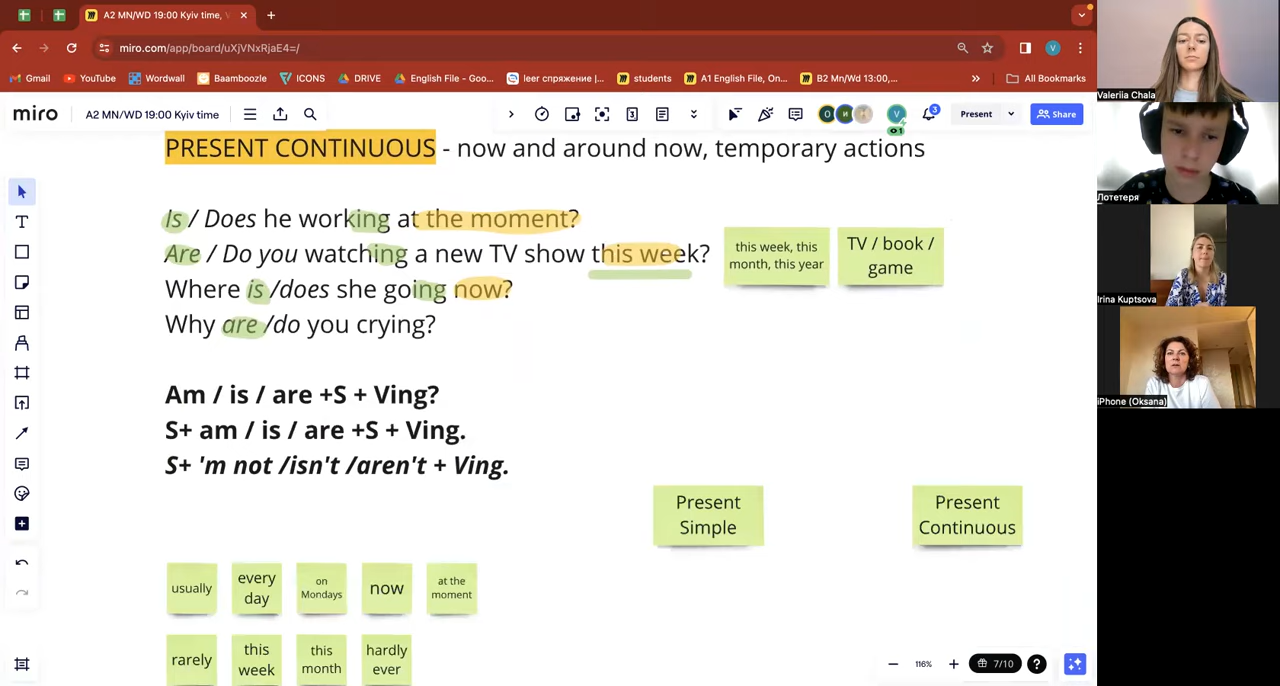 A2 MN/WD 19:00 Kyiv time, V
miro.com/app/board/uXjVNxRjaE4=/
Gmail
YouTube
Wordwall
Bamboozle
ICONS
DRIVE
English File - Goo...
leer спряжение |...
students
A1 English File, On...
B2 Mn/Wd 13:00,...
All Bookmarks
miro
A2 MN/WD 19:00 Kyiv time
3
Present
Share
PRESENT CONTINUOUS - now and around now, temporary actions
Is / Does he working at the moment?
Are / Do you watching a new TV show this week?
Where is /does she going now?
Why are /do you crying?
this week, this
month, this year
TV / book /
game
Am / is / are +S + Ving?
S+ am / is / are +S + Ving.
S+ 'm not /isn't /aren't + Ving.
Present
Simple
Present
Continuous
usually
every
day
on
Mondays
now
at the
moment
rarely
this
week
this
month
hardly
ever
116%
7/10
Valeriia Chala
Лотетеря
Irina Kuptsova
iPhone (Oksana)